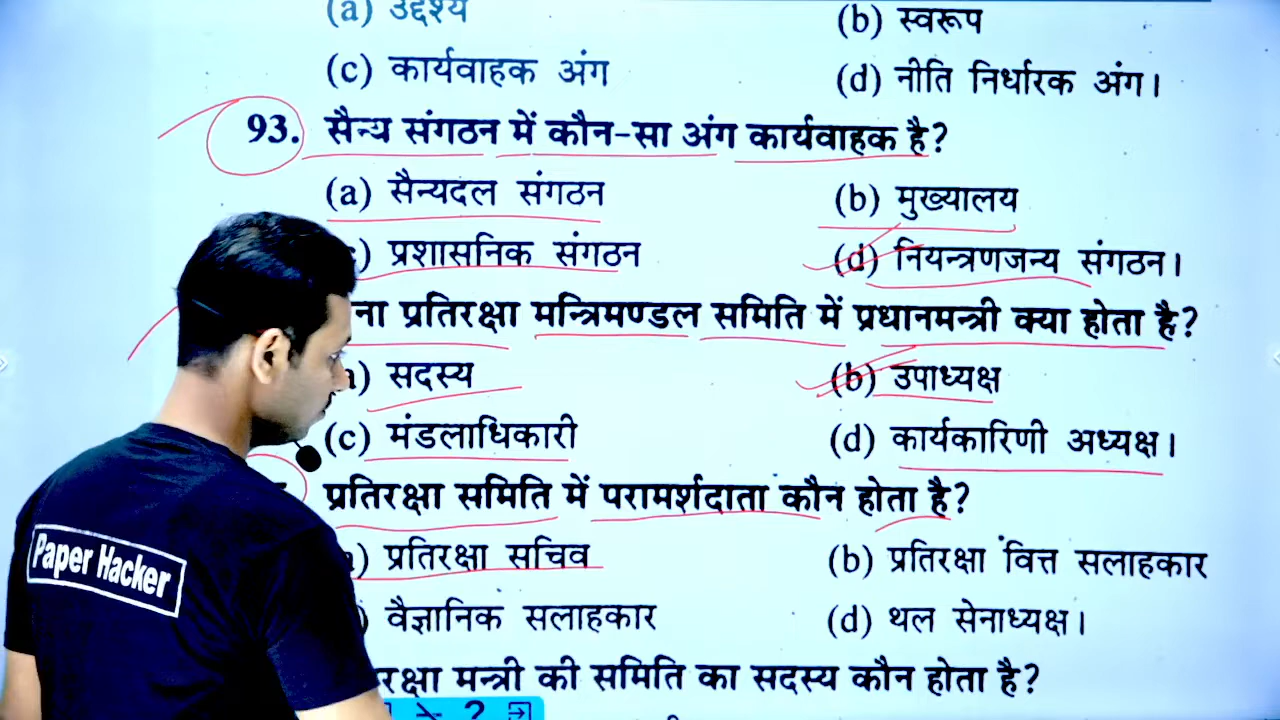 (a) उद्देश्य (b) स्वरूप
(c) कार्यवाहक अंग (d) नीति निर्धारक अंग।
93. सैन्य संगठन में कौन-सा अंग कार्यवाहक है?
(a) सैन्यदल संगठन (b) मुख्यालय
) प्रशासनिक संगठन (d) नियन्त्रणजन्य संगठन।
ना प्रतिरक्षा मन्त्रिमण्डल समिति में प्रधानमन्त्री क्या होता है?
) सदस्य (b) उपाध्यक्ष
(c) मंडलाधिकारी (d) कार्यकारिणी अध्यक्ष।
प्रतिरक्षा समिति में परामर्शदाता कौन होता है?
) प्रतिरक्षा सचिव (b) प्रतिरक्षा वित्त सलाहकार
) वैज्ञानिक सलाहकार (d) थल सेनाध्यक्ष।
रक्षा मन्त्री की समिति का सदस्य कौन होता है?
Paper Hacker